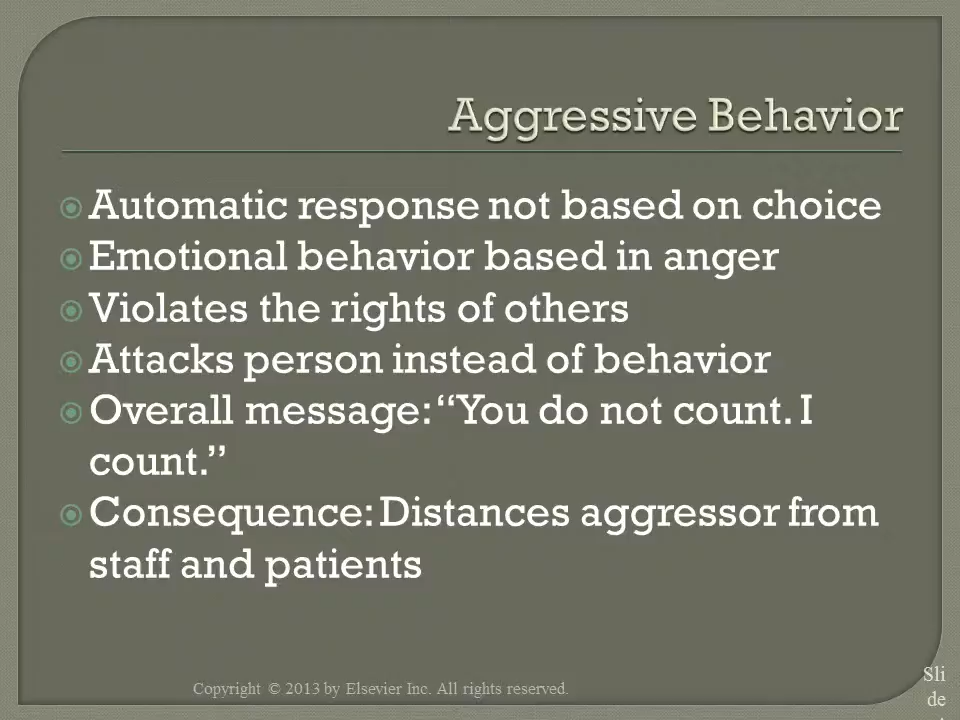 Aggressive Behavior
Automatic response not based on choice
Emotional behavior based in anger
Violates the rights of others
Attacks person instead of behavior
Overall message: “You do not count. I
count.”
Consequence: Distances aggressor from
staff and patients
Copyright © 2013 by Elsevier Inc. All rights reserved.
Sli
de